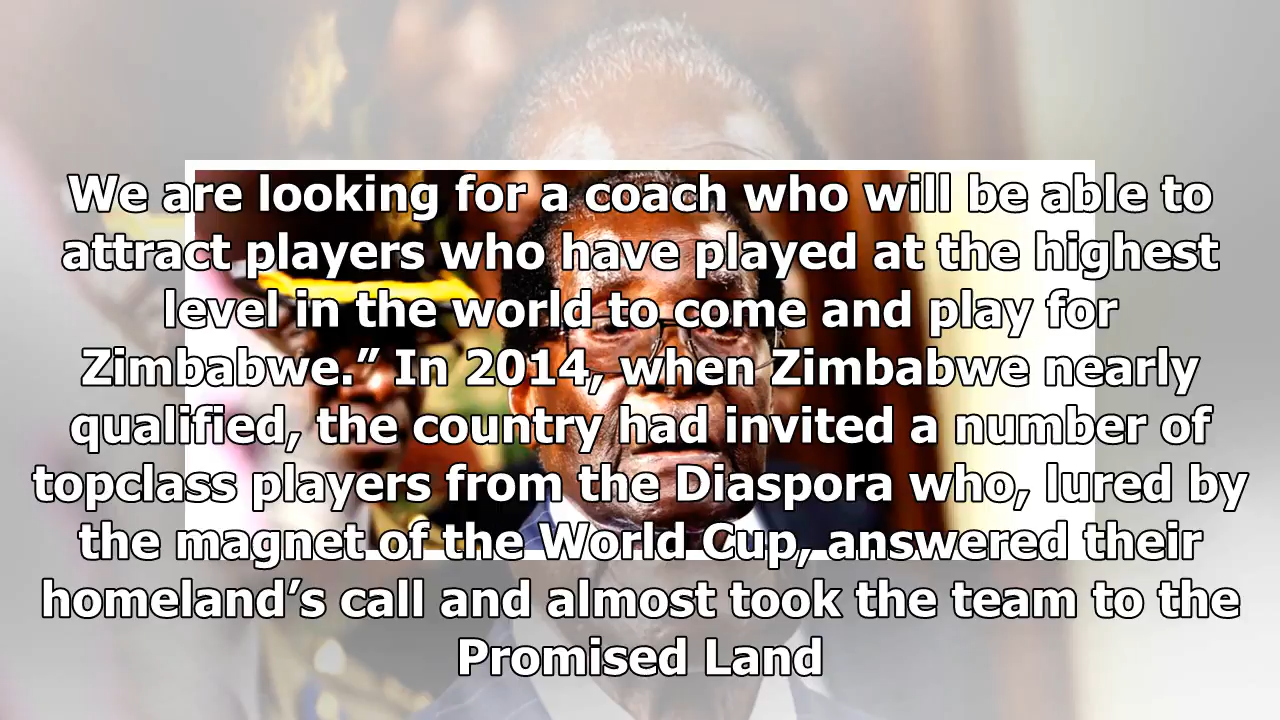 We are looking for a coach who will be able to
attract players who have played at the highest
level in the world to come and play for
Zimbabwe.” In 2014, when Zimbabwe nearly
qualified, the country had invited a number of
topclass players from the Diaspora who, lured by
the magnet of the World Cup, answered their
homeland’s call and almost took the team to the
Promised Land